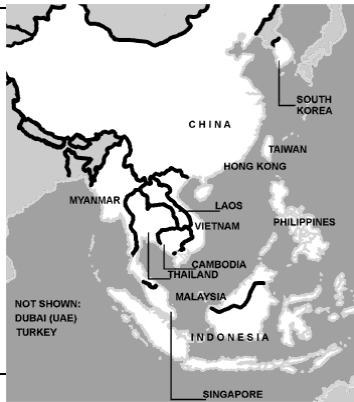 SOUTH
KOREA
CHINA
TAIWAN
HONG KONG
MYANMAR
LAOS
VIETNAM
PHILIPPINES
CAMBODIA
THAILAND
MALAYSIA
NOT SHOWN:
DUBAI (UAE)
TURKEY
INDONESIA
SINGAPORE